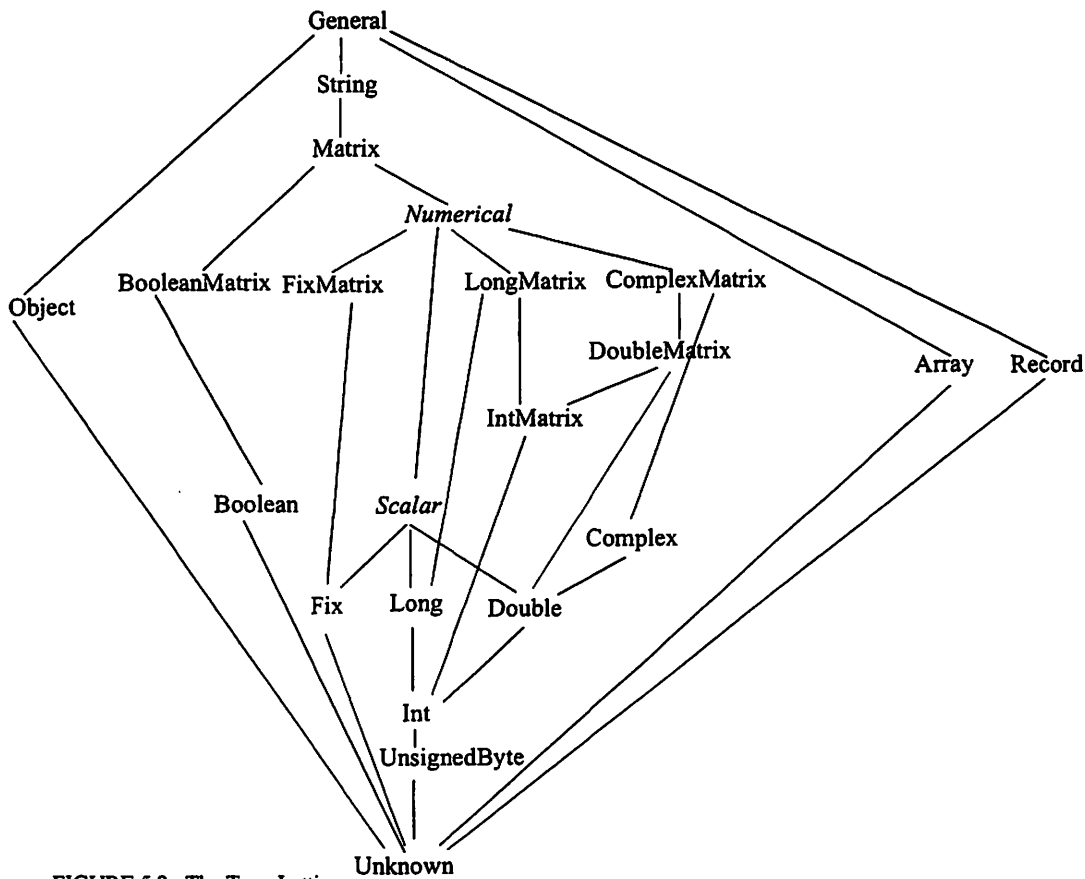 General
String
Matrix
Numerical
BooleanMatrix FixMatrix LongMatrix ComplexMatrix
Object
DoubleMatrix
Array Record
IntMatrix
Boolean Scalar
Complex
Fix Long Double
Int
UnsignedByte
Unknown